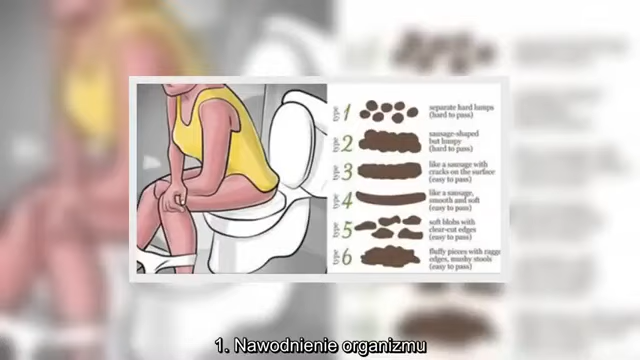 type 1 separate hard lumps
(hard to pass)
type 2 sausage-shaped
but lumpy
(hard to pass)
type 3 like a sausage with
cracks on the surface
(easy to pass)
type 4 like a sausage,
smooth and soft
(easy to pass)
type 5 soft blobs with
clear-cut edges
(easy to pass)
type 6 fluffy pieces with ragge
edges, mushy stools
(easy to pass)
1. Nawodnienie organizmu